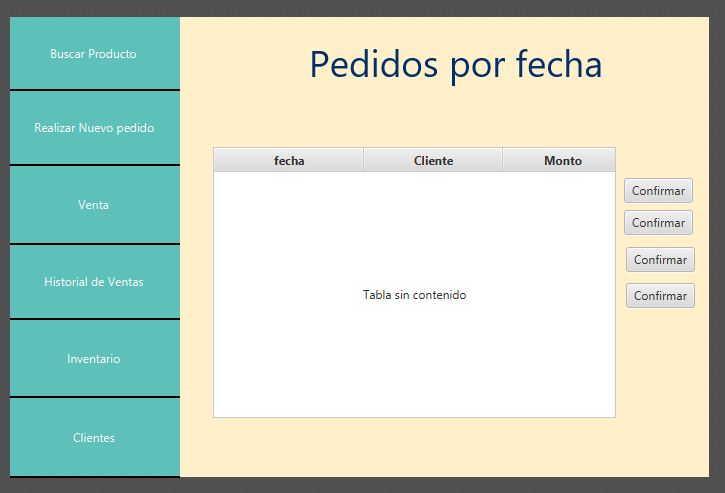 Buscar Producto
Realizar Nuevo pedido
Venta
Historial de Ventas
Inventario
Clientes
Pedidos por fecha
fecha Cliente Monto
Tabla sin contenido
Confirmar
Confirmar
Confirmar
Confirmar